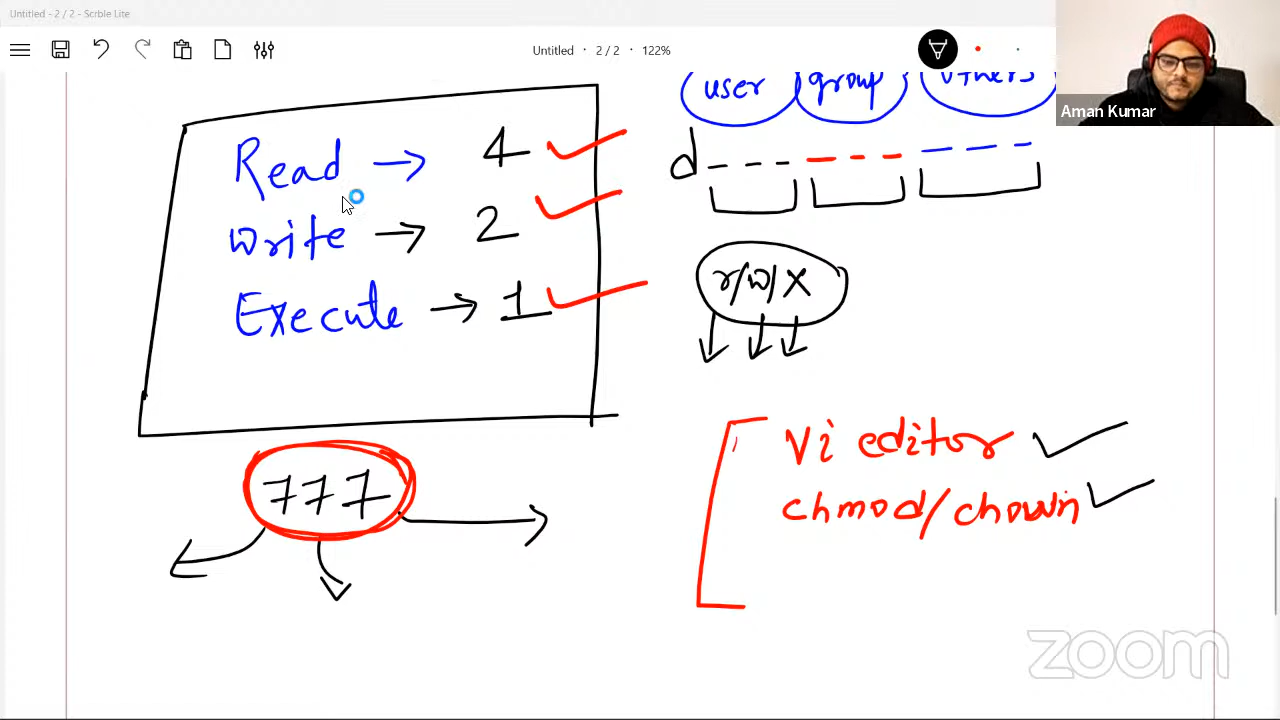 Untitled - 2 / 2 - Scrble Lite
Untitled • 2 / 2 • 122%
Aman Kumar
user group others
d _ _ _ _ _ _ _ _ _
Read → 4
Write → 2
Execute → 1
r/w/x
777
Vi editor
chmod/chown
zoom